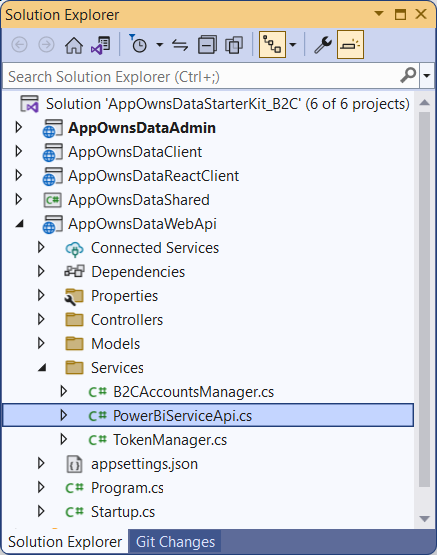 Solution Explorer
Search Solution Explorer (Ctrl+;)
Solution 'AppOwnsDataStarterKit_B2C' (6 of 6 projects)
AppOwnsDataAdmin
AppOwnsDataClient
AppOwnsDataReactClient
C# AppOwnsDataShared
AppOwnsDataWebApi
Connected Services
Dependencies
Properties
Controllers
Models
Services
C# B2CAccountsManager.cs
C# PowerBiServiceApi.cs
C# TokenManager.cs
appsettings.json
C# Program.cs
C# Startup.cs
Solution Explorer Git Changes